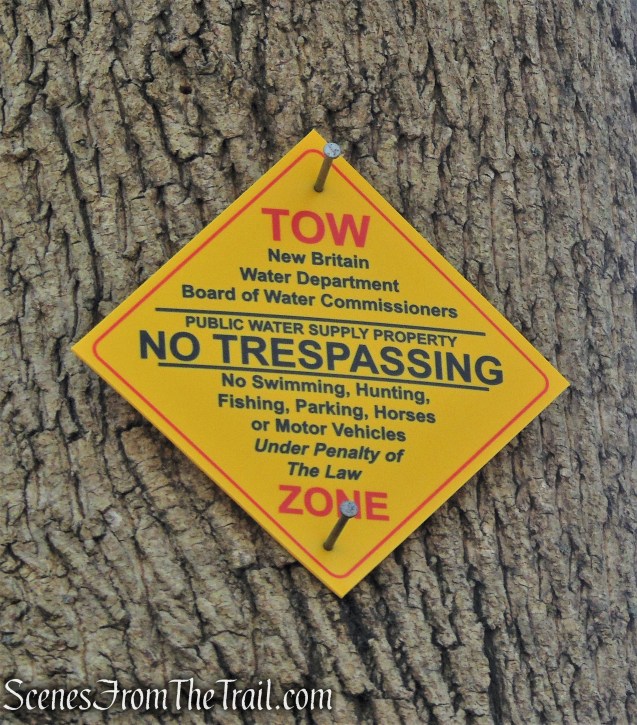 TOW
New Britain
Water Department
Board of Water Commissioners
PUBLIC WATER SUPPLY PROPERTY
NO TRESPASSING
No Swimming, Hunting,
Fishing, Parking, Horses
or Motor Vehicles
Under Penalty of
The Law
ZONE
ScenesFromTheTrail.com